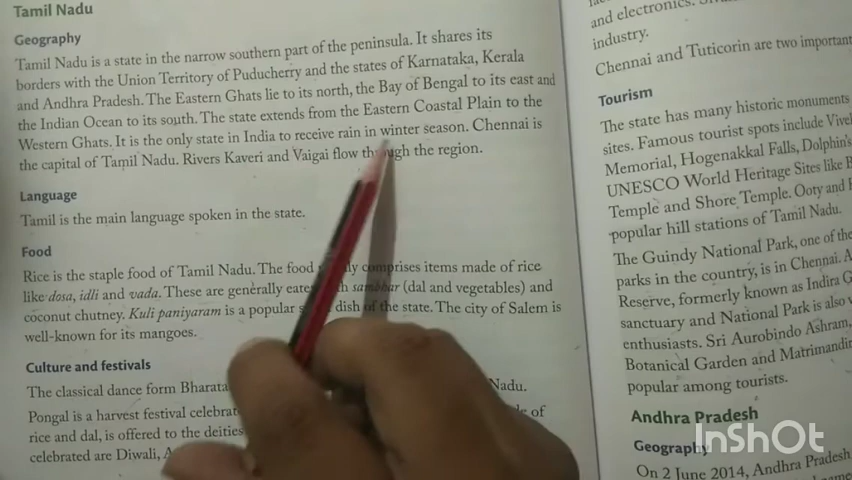 Tamil Nadu
Geography
Tamil Nadu is a state in the narrow southern part of the peninsula. It shares its
borders with the Union Territory of Puducherry and the states of Karnataka, Kerala
and Andhra Pradesh. The Eastern Ghats lie to its north, the Bay of Bengal to its east and
the Indian Ocean to its south. The state extends from the Eastern Coastal Plain to the
Western Ghats. It is the only state in India to receive rain in winter season. Chennai is
the capital of Tamil Nadu. Rivers Kaveri and Vaigai flow through the region.
Language
Tamil is the main language spoken in the state.
Food
Rice is the staple food of Tamil Nadu. The food comprises items made of rice
like dosa, idli and vada. These are generally sambhar (dal and vegetables) and
coconut chutney. Kuli paniyaram is a popular dish of the state. The city of Salem is
well-known for its mangoes.
Culture and festivals
The classical dance form Nadu.
Pongal is a harvest festival of
rice and dal, is offered to the deities
celebrated are Diwali,
and electronics.
industry.
Chennai and Tuticorin are two important
Tourism
The state has many historic monuments
sites. Famous tourist spots include
Memorial, Hogenakkal Falls, Dolphin's
UNESCO World Heritage Sites like
Temple and Shore Temple. Ooty and
popular hill stations of Tamil Nadu.
The Guindy National Park, one of the
parks in the country, is in Chennai.
Reserve, formerly known as Indira
sanctuary and National Park is also
enthusiasts. Sri Aurobindo Ashram,
Botanical Garden and
popular among tourists.
Andhra Pradesh
Geography
On 2 June 2014, Andhra Pradesh
InShOt